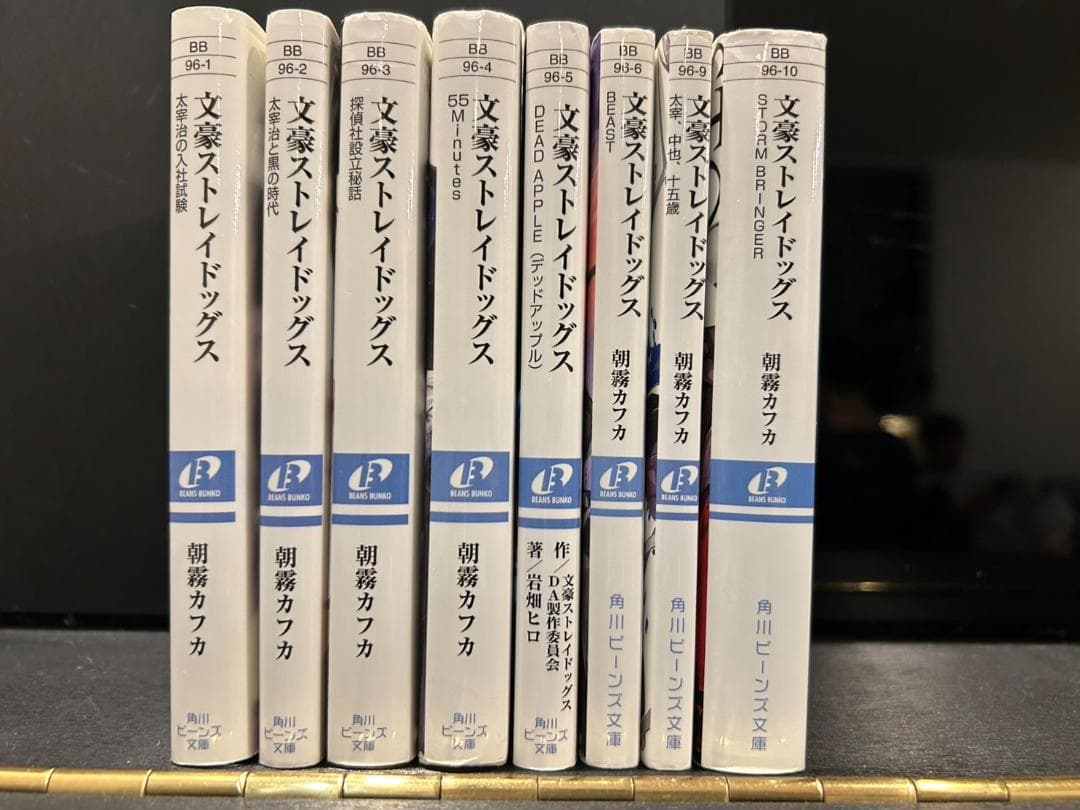 BB
96-1
文豪ストレイドッグス
太宰治の入社試験
BEANS BUNKO
朝霧カフカ
角川
ビーンズ
文庫
BB
96-2
文豪ストレイドッグス
太宰治と黒の時代
BEANS BUNKO
朝霧カフカ
角川
ビーンズ
文庫
BB
96-3
文豪ストレイドッグス
探偵社設立秘話
BEANS BUNKO
朝霧カフカ
角川
ビーンズ
文庫
BB
96-4
文豪ストレイドッグス
55Minutes
BEANS BUNKO
朝霧カフカ
角川
ビーンズ
文庫
BB
96-5
文豪ストレイドッグス
DEAD APPLE（デッドアップル）
BEANS BUNKO
作／文豪ストレイドッグス
DA製作委員会
著／岩畑ヒロ
角川
ビーンズ
文庫
BB
96-6
文豪ストレイドッグス
BEAST
朝霧カフカ
BEANS BUNKO
角川ビーンズ文庫
BB
96-9
文豪ストレイドッグス
太宰、中也、十五歳
朝霧カフカ
BEANS BUNKO
角川ビーンズ文庫
BB
96-10
文豪ストレイドッグス
STORM BRINGER
朝霧カフカ
BEANS BUNKO
角川ビーンズ文庫